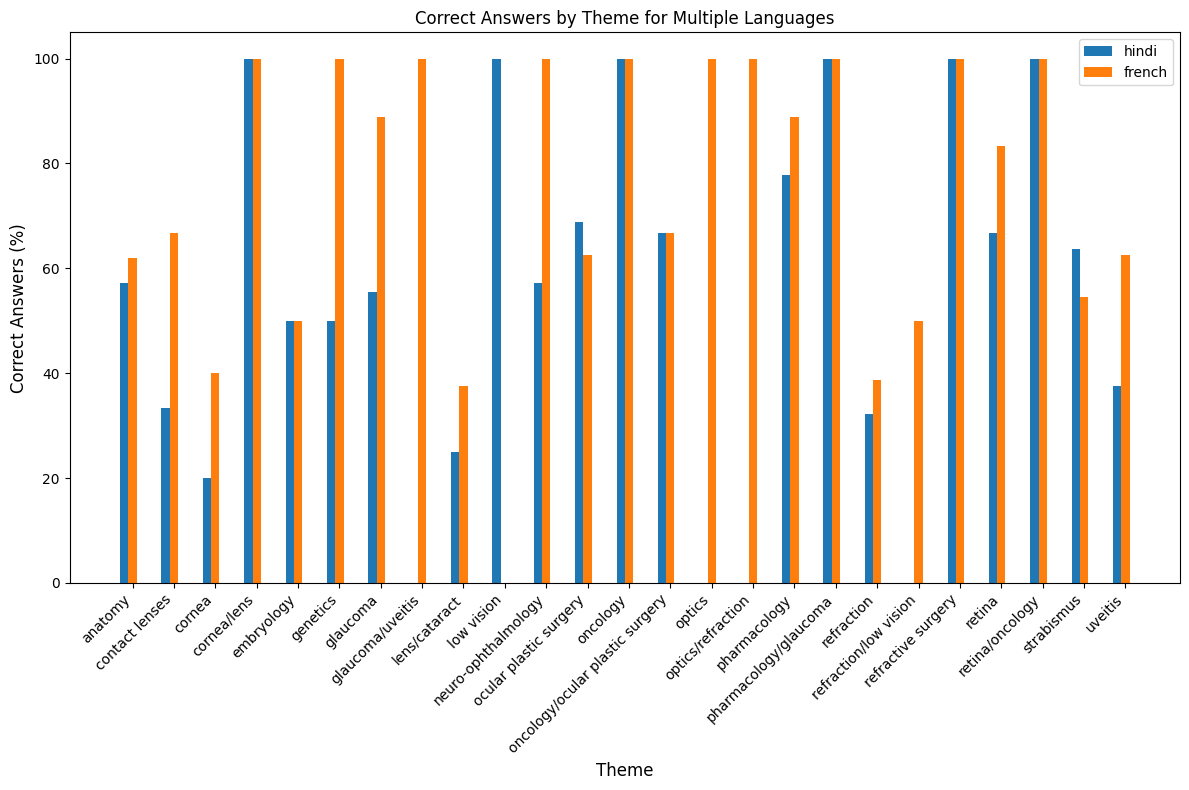 Correct Answers by Theme for Multiple Languages
hindi
french
Correct Answers (%)
100
80
60
40
20
0
anatomy
contact lenses
cornea
cornea/lens
embryology
genetics
glaucoma
glaucoma/uveitis
lens/cataract
low vision
neuro-ophthalmology
ocular plastic surgery
oncology
oncology/ocular plastic surgery
optics
optics/refraction
pharmacology
pharmacology/glaucoma
refraction
refraction/low vision
refractive surgery
retina
retina/oncology
strabismus
uveitis
Theme